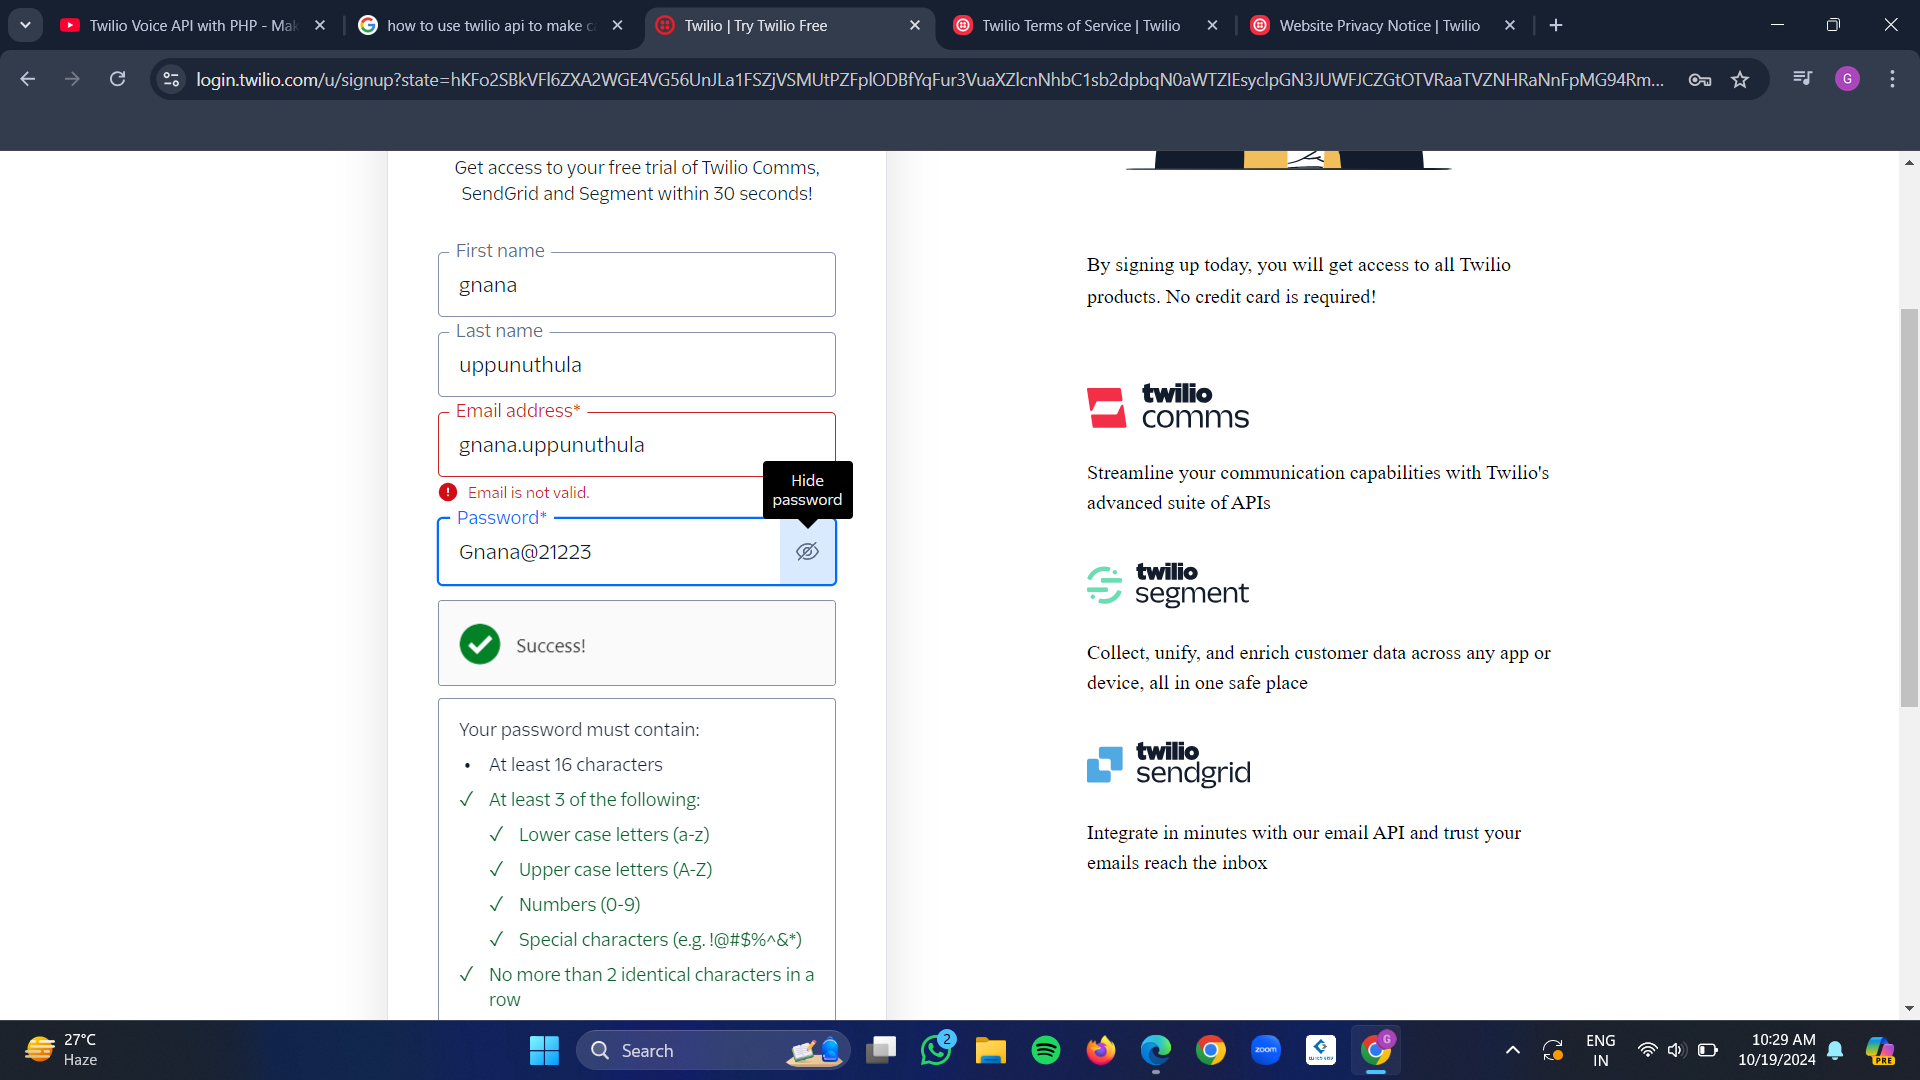 Twilio Voice API with PHP - Mak
how to use twilio api to make ca
Twilio | Try Twilio Free
Twilio Terms of Service | Twilio
Website Privacy Notice | Twilio
G
Get access to your free trial of Twilio Comms,
SendGrid and Segment within 30 seconds!
First name
gnana
Last name
uppunuthula
Email address*
gnana.uppunuthula
Email is not valid.
Hide
password
Password*
Gnana@21223
Success!
Your password must contain:
• At least 16 characters
✓ At least 3 of the following:
✓ Lower case letters (a-z)
✓ Upper case letters (A-Z)
✓ Numbers (0-9)
✓ Special characters (e.g. !@#$%^&*)
✓ No more than 2 identical characters in a
row
By signing up today, you will get access to all Twilio
products. No credit card is required!
twilio
comms
Streamline your communication capabilities with Twilio's
advanced suite of APIs
twilio
segment
Collect, unify, and enrich customer data across any app or
device, all in one safe place
twilio
sendgrid
Integrate in minutes with our email API and trust your
emails reach the inbox
27°C
Haze
Search
2
zoom
G
ENG
IN
10:29 AM
10/19/2024
PRE